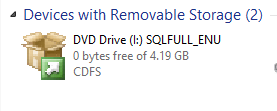 Devices with Removable Storage (2)
DVD Drive (I:) SQLFULL_ENU
0 bytes free of 4.19 GB
CDFS